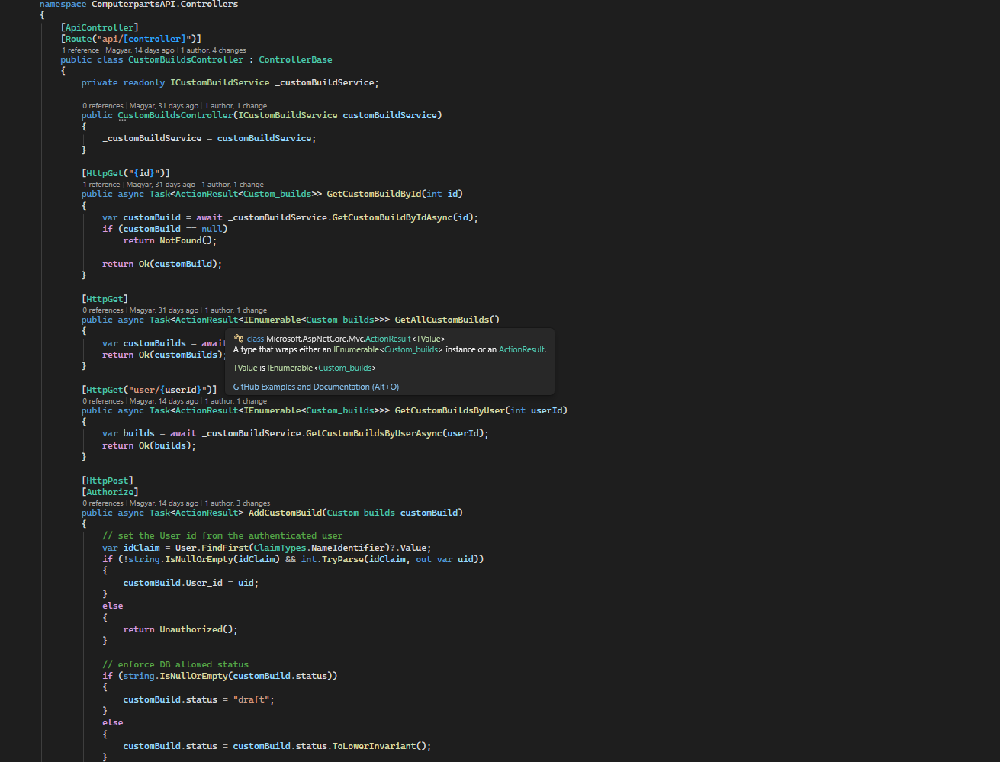 namespace ComputerpartsAPI.Controllers
{
[ApiController]
[Route("api/[controller]")]
1 reference | Magyar, 14 days ago | 1 author, 4 changes
public class CustomBuildsController : ControllerBase
{
private readonly ICustomBuildService _customBuildService;
0 references | Magyar, 31 days ago | 1 author, 1 change
public CustomBuildsController(ICustomBuildService customBuildService)
{
_customBuildService = customBuildService;
}
[HttpGet("{id}")]
1 reference | Magyar, 31 days ago | 1 author, 1 change
public async Task<ActionResult<Custom_builds>> GetCustomBuildById(int id)
{
var customBuild = await _customBuildService.GetCustomBuildByIdAsync(id);
if (customBuild == null)
return NotFound();
return Ok(customBuild);
}
[HttpGet]
0 references | Magyar, 31 days ago | 1 author, 1 change
public async Task<ActionResult<IEnumerable<Custom_builds>>> GetAllCustomBuilds()
{
var customBuilds = await
return Ok(customBuilds);
}
class Microsoft.AspNetCore.Mvc.ActionResult<TValue>
A type that wraps either an IEnumerable<Custom_builds> instance or an ActionResult.
TValue is IEnumerable<Custom_builds>
GitHub Examples and Documentation (Alt+O)
[HttpGet("user/{userId}")]
0 references | Magyar, 14 days ago | 1 author, 1 change
public async Task<ActionResult<IEnumerable<Custom_builds>>> GetCustomBuildsByUser(int userId)
{
var builds = await _customBuildService.GetCustomBuildsByUserAsync(userId);
return Ok(builds);
}
[HttpPost]
[Authorize]
0 references | Magyar, 14 days ago | 1 author, 3 changes
public async Task<ActionResult> AddCustomBuild(Custom_builds customBuild)
{
// set the User_id from the authenticated user
var idClaim = User.FindFirst(ClaimTypes.NameIdentifier)?.Value;
if (!string.IsNullOrEmpty(idClaim) && int.TryParse(idClaim, out var uid))
{
customBuild.User_id = uid;
}
else
{
return Unauthorized();
}
// enforce DB-allowed status
if (string.IsNullOrEmpty(customBuild.status))
{
customBuild.status = "draft";
}
else
{
customBuild.status = customBuild.status.ToLowerInvariant();
}